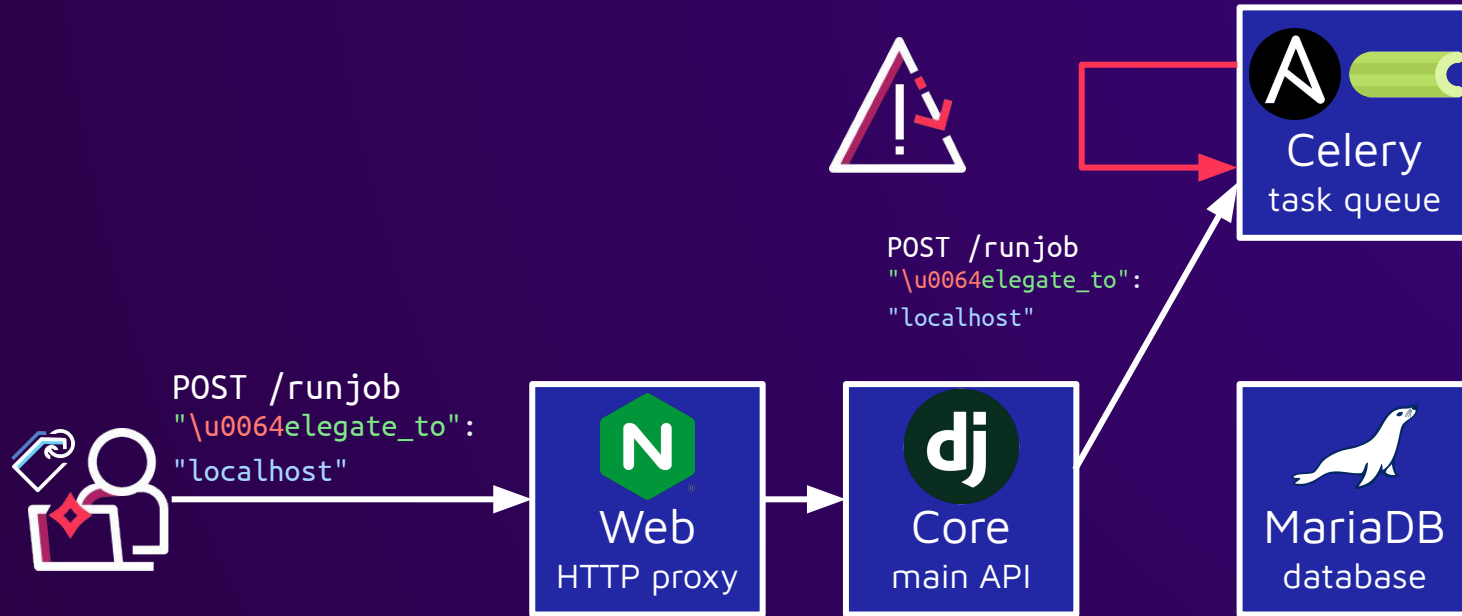 Celery
task queue
POST /runjob
"\u0064elegate_to":
"localhost"
POST /runjob
"\u0064elegate_to":
"localhost"
N
Web
HTTP proxy
dj
Core
main API
MariaDB
database